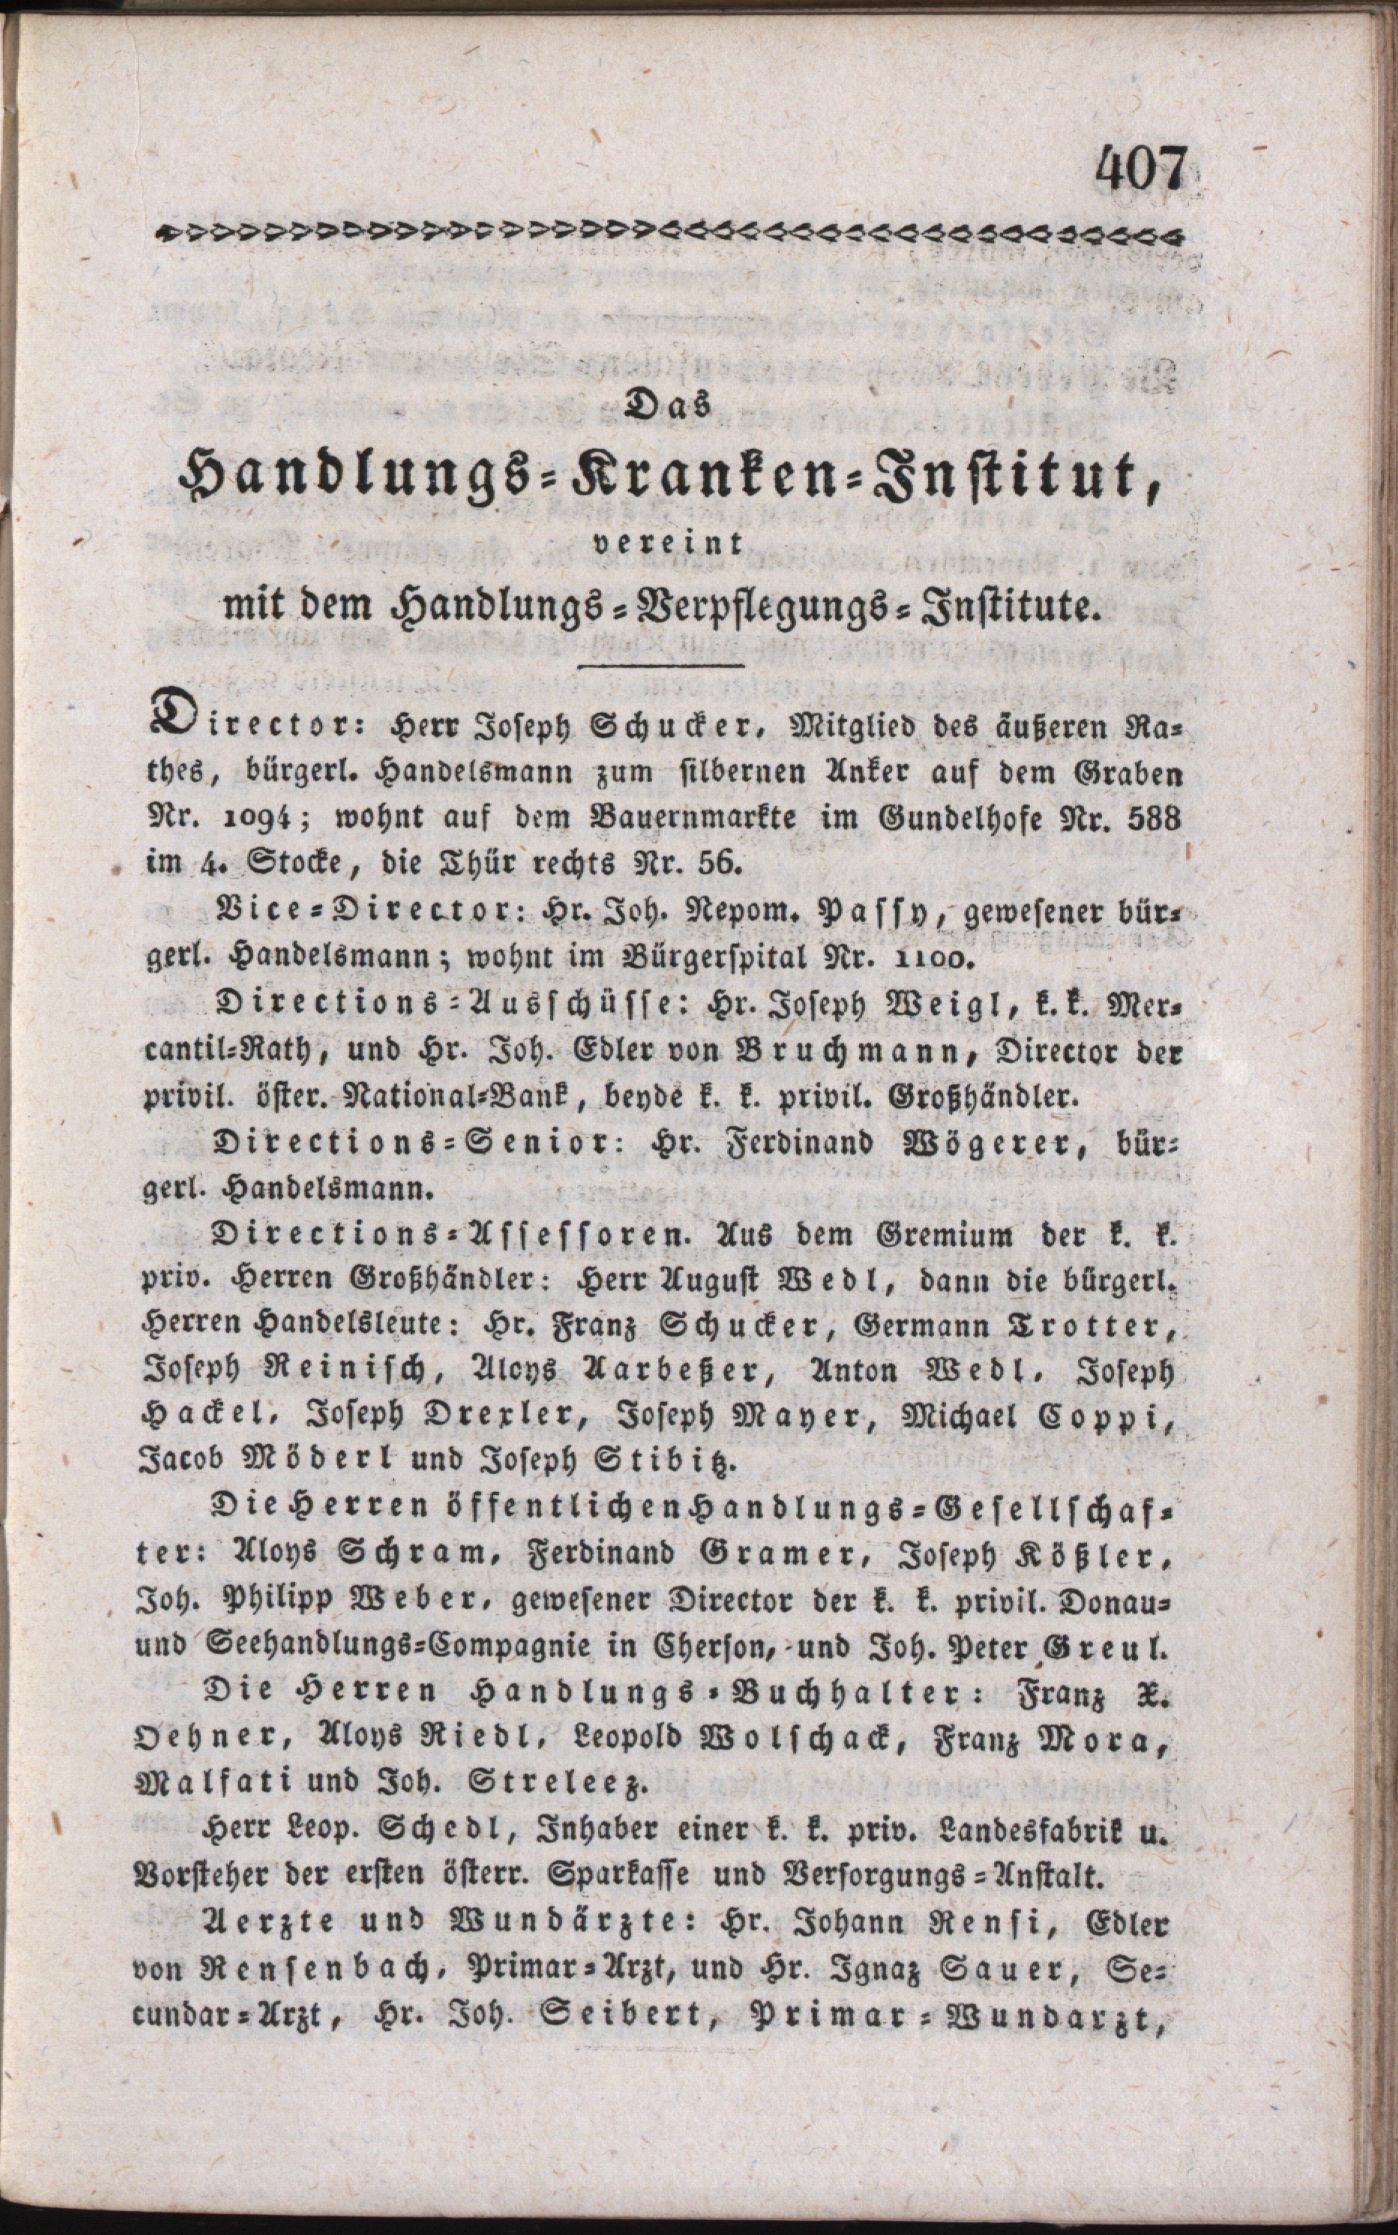 407
Das
Handlungs-Kranken-Institut,
vereint
mit dem Handlungs-Verpflegungs-Institute.
Director: Herr Joseph Schucker, Mitglied des äußeren Ra-
thes, bürgerl. Handelsmann zum silbernen Anker auf dem Graben
Nr. 1094; wohnt auf dem Bauernmarkte im Gundelhofe Nr. 588
im 4. Stocke, die Thür rechts Nr. 56.
Vice-Director: Hr. Joh. Nepom. Passy, gewesener bür-
gerl. Handelsmann; wohnt im Bürgerspital Nr. 1100.
Directions-Ausschüsse: Hr. Joseph Weigl, k. k. Mer-
cantil-Rath, und Hr. Joh. Edler von Bruchmann, Director der
privil. öster. National-Bank, beyde k. k. privil. Großhändler.
Directions-Senior: Hr. Ferdinand Wögerer, bür-
gerl. Handelsmann.
Directions-Assessoren. Aus dem Gremium der k. k.
priv. Herren Großhändler: Herr August Wedl, dann die bürgerl.
Herren Handelsleute: Hr. Franz Schucker, Germann Trotter,
Joseph Reinisch, Aloys Aarbeßer, Anton Wedl, Joseph
Hackel, Joseph Drexler, Joseph Mayer, Michael Coppi,
Jacob Möderl und Joseph Stibitz.
Die Herren öffentlichen Handlungs-Gesellschaf-
ter: Aloys Schram, Ferdinand Gramer, Joseph Kößler,
Joh. Philipp Weber, gewesener Director der k. k. privil. Donau-
und Seehandlungs-Compagnie in Cherson, und Joh. Peter Greul.
Die Herren Handlungs-Buchhalter: Franz X.
Oehner, Aloys Riedl, Leopold Wolschack, Franz Mora,
Malfati und Joh. Streleez.
Herr Leop. Schedl, Inhaber einer k. k. priv. Landesfabrik u.
Vorsteher der ersten österr. Sparkasse und Versorgungs-Anstalt.
Aerzte und Wundärzte: Hr. Johann Rensi, Edler
von Rensenbach, Primar-Arzt, und Hr. Ignaz Sauer, Se-
cundar-Arzt, Hr. Joh. Seibert, Primar-Wundarzt,